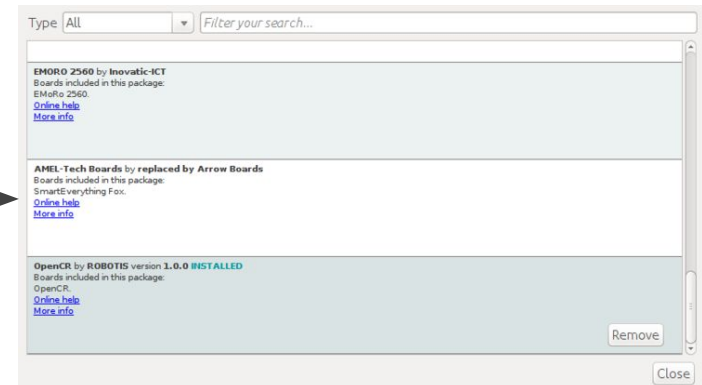 Type All Filter your search...
EMORO 2560 by Inovatic-ICT
Boards included in this package:
EMoRo 2560.
Online help
More info
AMEL-Tech Boards by replaced by Arrow Boards
Boards included in this package:
SmartEverything Fox.
Online help
More info
OpenCR by ROBOTIS version 1.0.0 INSTALLED
Boards included in this package:
OpenCR.
Online help
More info
Remove
Close